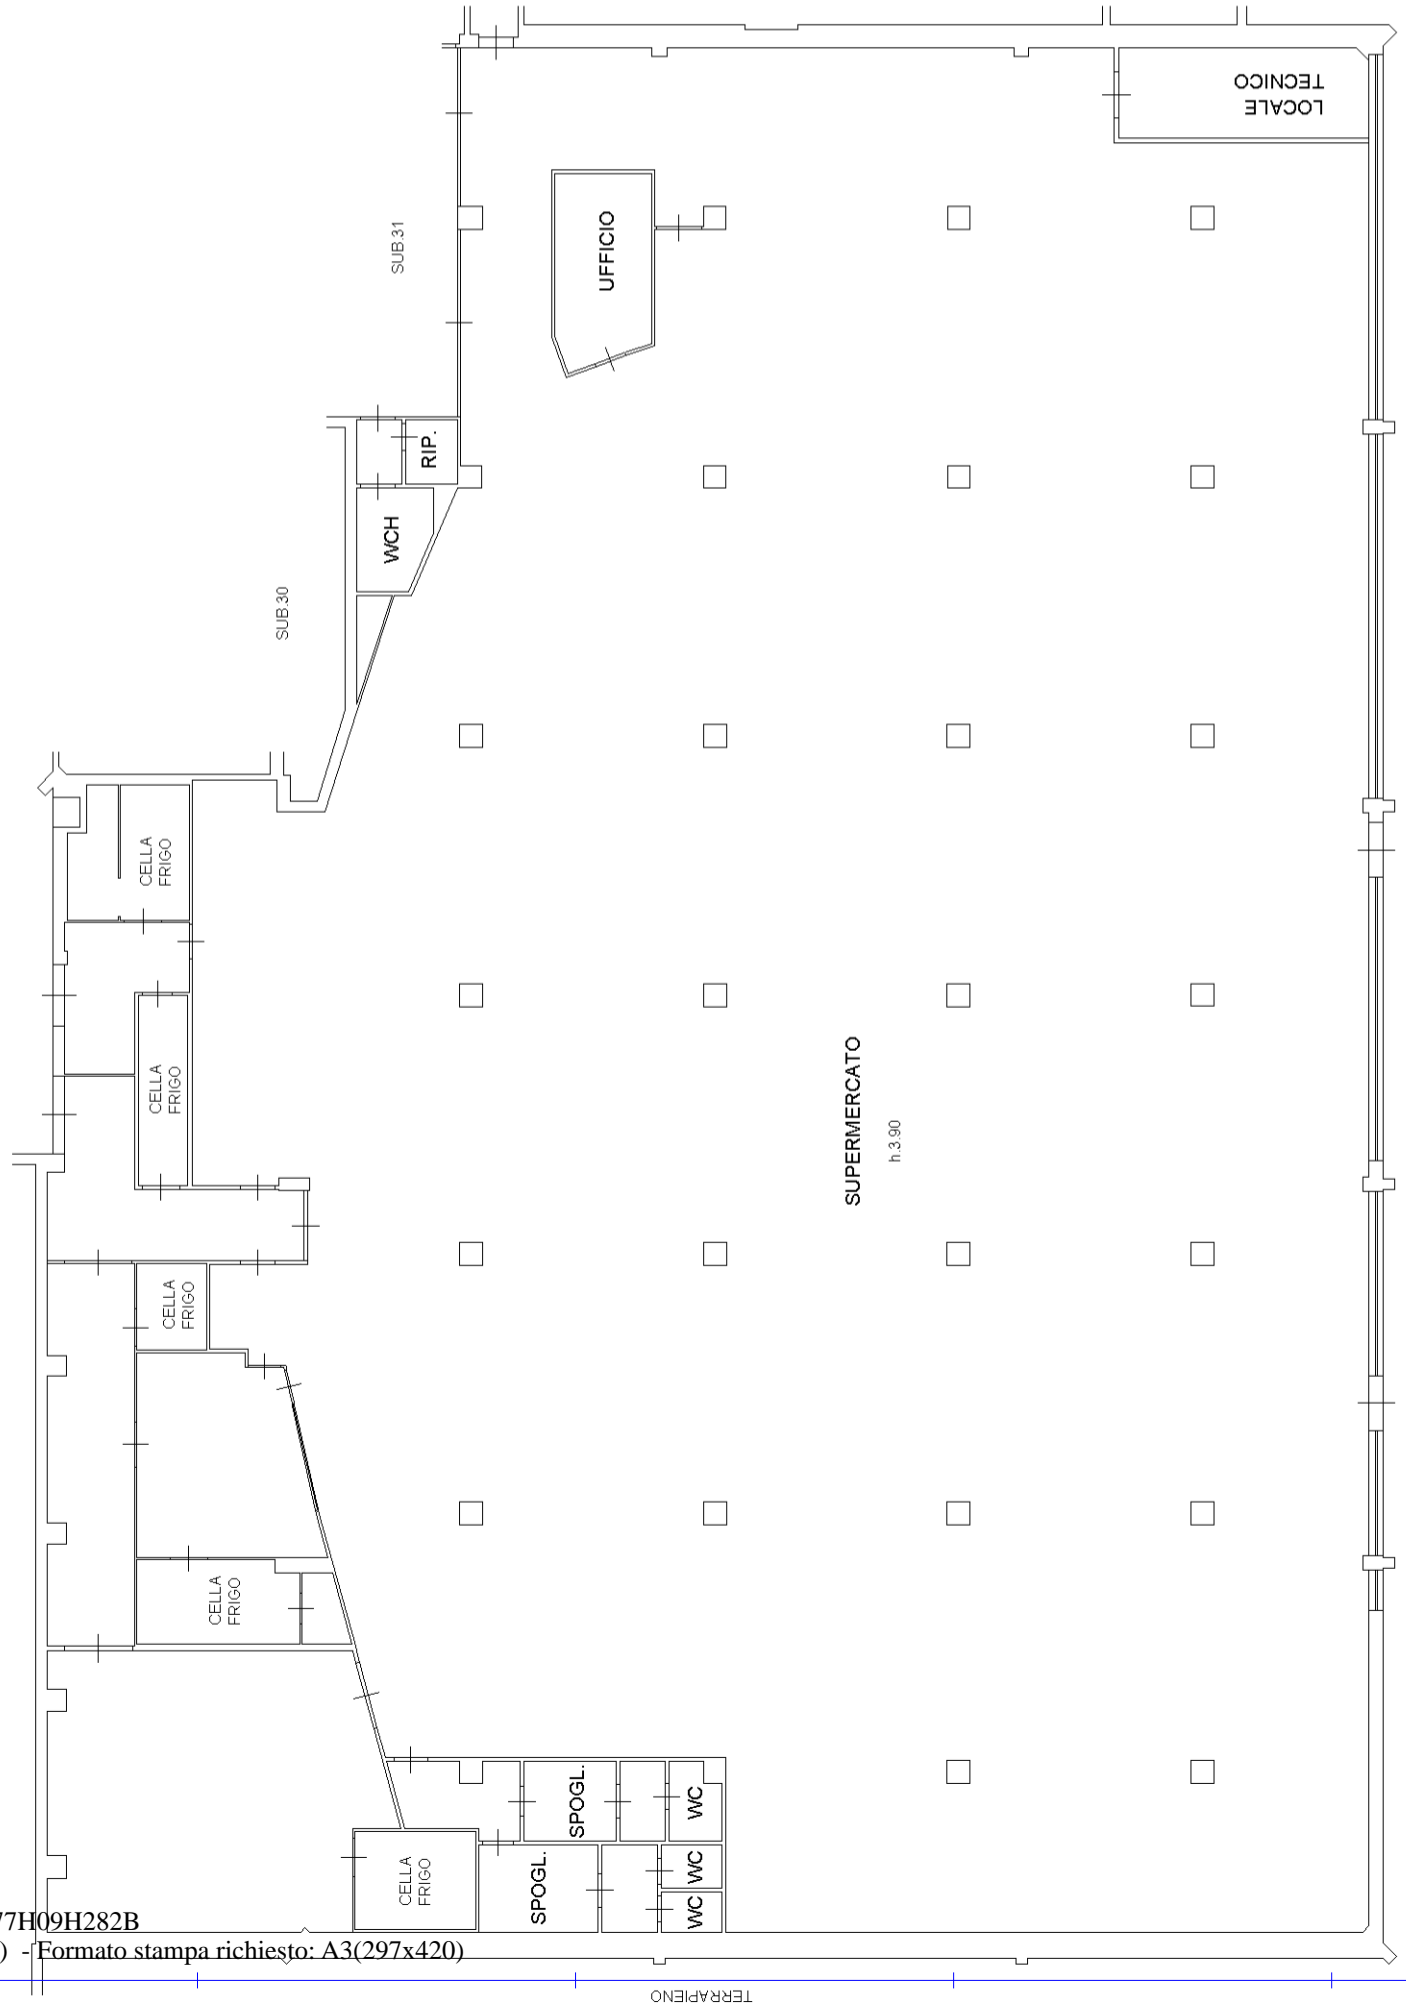 LOCALE
TECNICO
UFFICIO
SUB.31
RIP.
WCH
SUB.30
CELLA
FRIGO
CELLA
FRIGO
SUPERMERCATO
h.3.90
CELLA
FRIGO
CELLA
FRIGO
SPOGL.
WC
CELLA
FRIGO
SPOGL.
WC
WC
77H09H282B
) - Formato stampa richiesto: A3(297x420)
TERRAPIENO